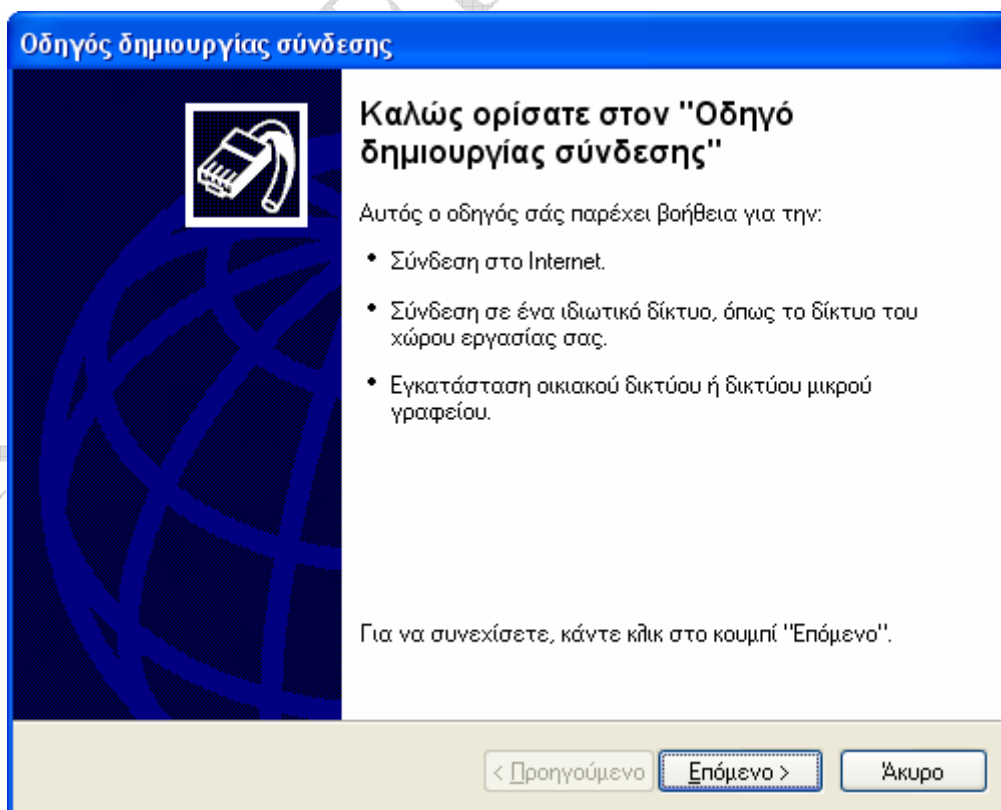 Οδηγός δημιουργίας σύνδεσης
Καλώς ορίσατε στον "Οδηγό
δημιουργίας σύνδεσης"
Αυτός ο οδηγός σάς παρέχει βοήθεια για την:
• Σύνδεση στο Internet.
• Σύνδεση σε ένα ιδιωτικό δίκτυο, όπως το δίκτυο του
χώρου εργασίας σας.
• Εγκατάσταση οικιακού δικτύου ή δικτύου μικρού
γραφείου.
Για να συνεχίσετε, κάντε κλικ στο κουμπί "Επόμενο".
< Προηγούμενο Επόμενο > Άκυρο